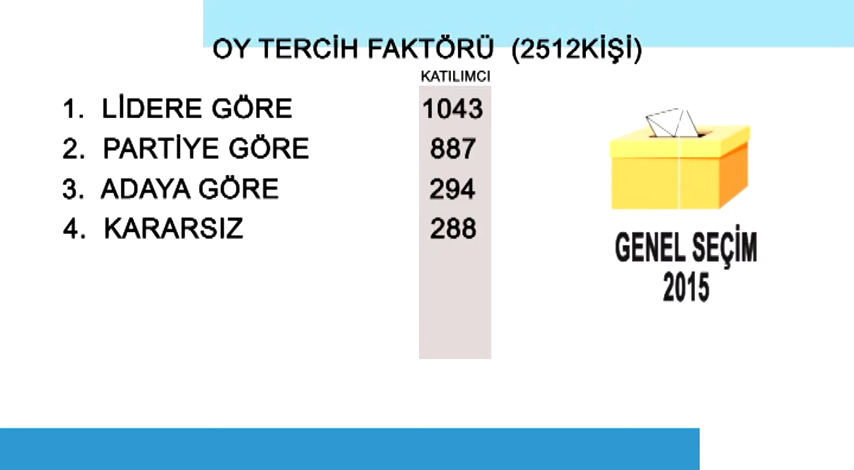 OY TERCİH FAKTÖRÜ (2512KİŞİ)
KATILIMCI
1. LİDERE GÖRE 1043
2. PARTİYE GÖRE 887
3. ADAYA GÖRE 294
4. KARARSIZ 288
GENEL SEÇİM
2015